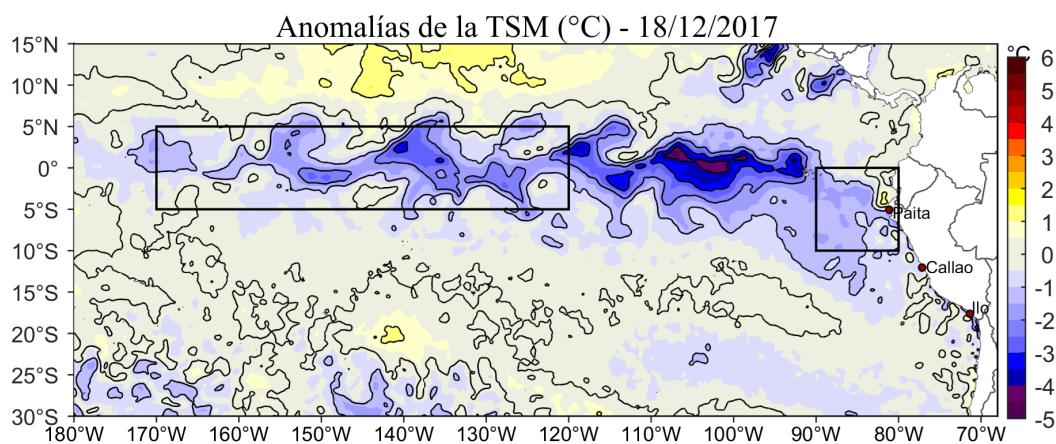 Anomalías de la TSM (°C) - 18/12/2017
15°N
10°N
5°N
0°
5°S
10°S
15°S
20°S
25°S
30°S
180°W
170°W
160°W
150°W
140°W
130°W
120°W
110°W
100°W
90°W
80°W
70°W
Paita
Callao
Ilo
°C
6
5
4
3
2
1
0
-1
-2
-3
-4
-5